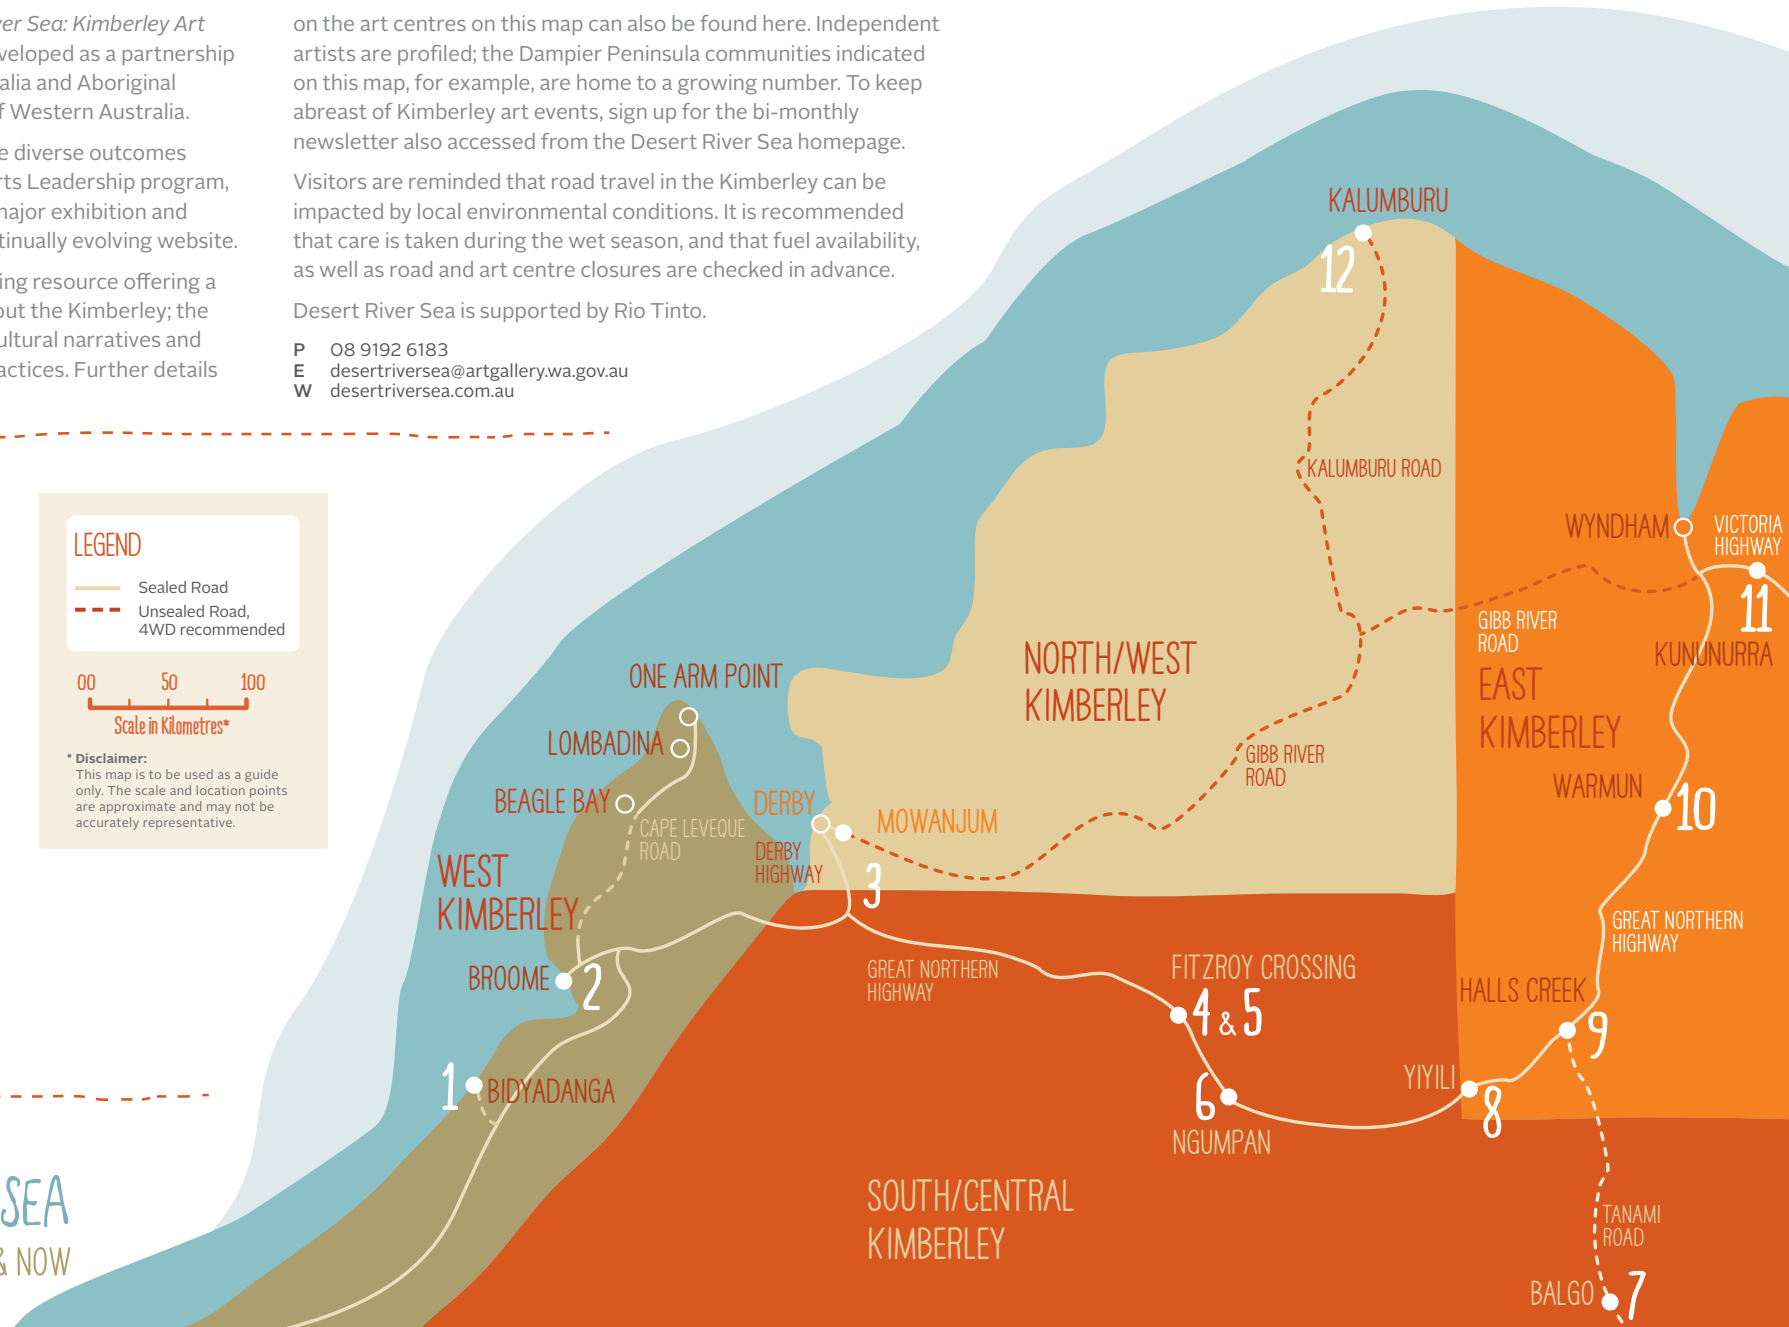 ver Sea: Kimberley Art
veloped as a partnership
alia and Aboriginal
f Western Australia.
e diverse outcomes
rts Leadership program,
major exhibition and
tinually evolving website.
ing resource offering a
out the Kimberley; the
ultural narratives and
actices. Further details
on the art centres on this map can also be found here. Independent
artists are profiled; the Dampier Peninsula communities indicated
on this map, for example, are home to a growing number. To keep
abreast of Kimberley art events, sign up for the bi-monthly
newsletter also accessed from the Desert River Sea homepage.
Visitors are reminded that road travel in the Kimberley can be
impacted by local environmental conditions. It is recommended
that care is taken during the wet season, and that fuel availability,
as well as road and art centre closures are checked in advance.
Desert River Sea is supported by Rio Tinto.
P 08 9192 6183
E desertriversea@artgallery.wa.gov.au
W desertriversea.com.au
LEGEND
Sealed Road
Unsealed Road,
4WD recommended
00 50 100
Scale in Kilometres*
* Disclaimer:
This map is to be used as a guide
only. The scale and location points
are approximate and may not be
accurately representative.
SEA
& NOW
KALUMBURU
12
KALUMBURU ROAD
WYNDHAM
VICTORIA
HIGHWAY
11
KUNUNURRA
GIBB RIVER
ROAD
EAST
KIMBERLEY
NORTH/WEST
KIMBERLEY
GIBB RIVER
ROAD
WARMUN
10
ONE ARM POINT
LOMBADINA
BEAGLE BAY
CAPE LEVEQUE
ROAD
DERBY
MOWANJUM
DERBY
HIGHWAY
3
WEST
KIMBERLEY
BROOME
2
1
BIDYADANGA
GREAT NORTHERN
HIGHWAY
FITZROY CROSSING
4 & 5
6
NGUMPAN
GREAT NORTHERN
HIGHWAY
HALLS CREEK
9
YIYILI
8
SOUTH/CENTRAL
KIMBERLEY
TANAMI
ROAD
BALGO
7